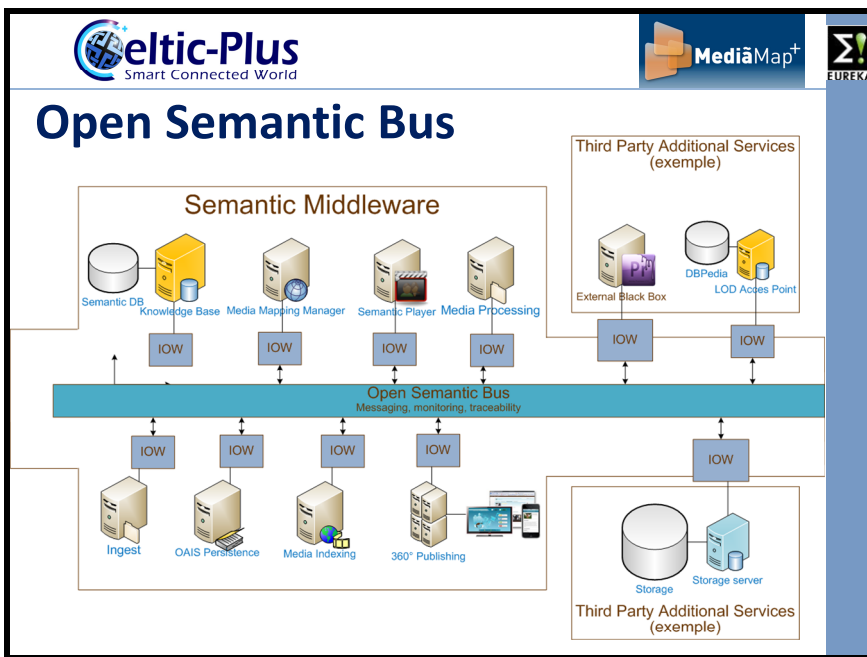 Celtic-Plus
Smart Connected World
MediãMap+
Σ!
EUREKA
Open Semantic Bus
Third Party Additional Services
(exemple)
Semantic Middleware
Semantic DB
Knowledge Base
Media Mapping Manager
Semantic Player
Media Processing
External Black Box
DBPedia
LOD Acces Point
IOW
IOW
IOW
IOW
IOW
IOW
Open Semantic Bus
Messaging, monitoring, traceability
IOW
IOW
IOW
IOW
IOW
Ingest
OAIS Persistence
Media Indexing
360° Publishing
Storage
Storage server
Third Party Additional Services
(exemple)